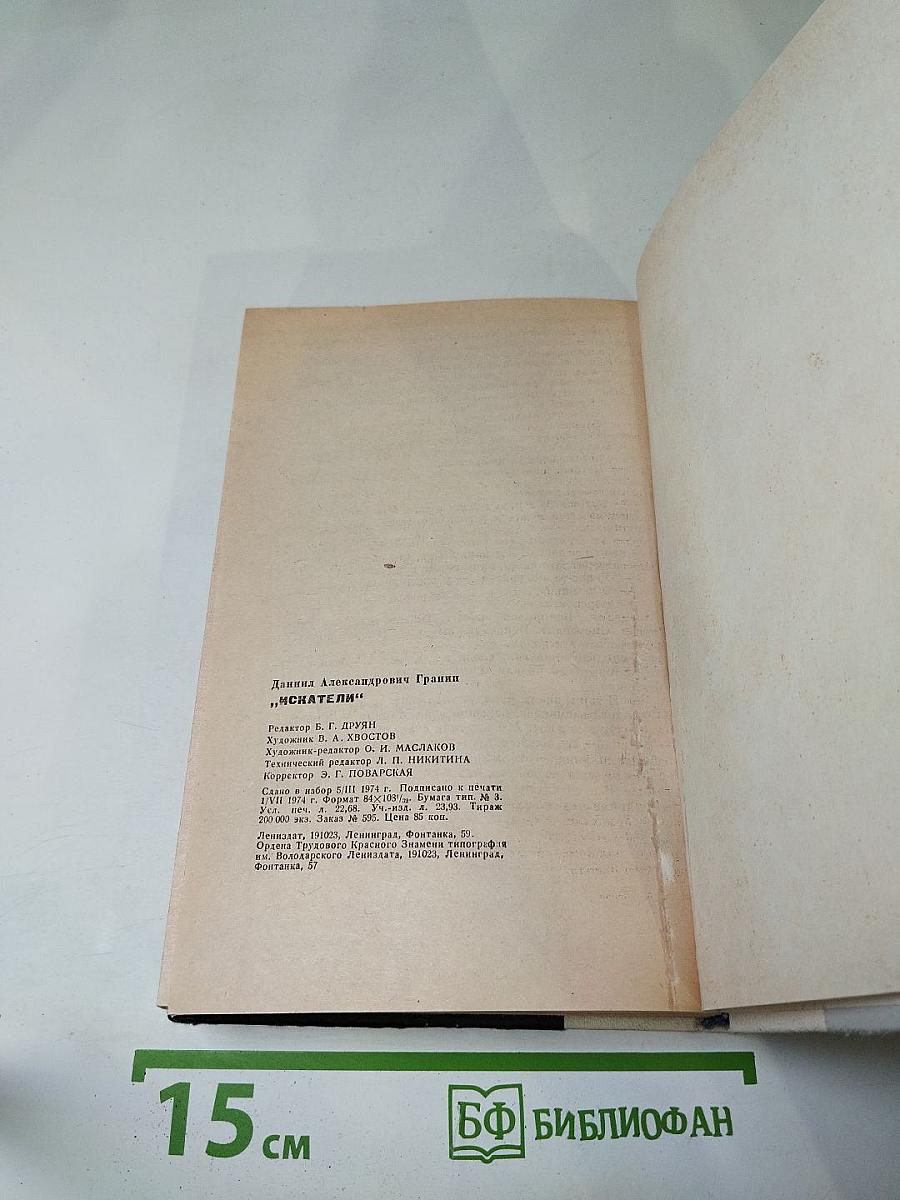 Даниил Александрович Гранин
„ИСКАТЕЛИ“
Редактор Б. Г. ДРУЯН
Художник В. А. ХВОСТОВ
Художник-редактор О. И. МАСЛАКОВ
Технический редактор Л. П. НИКИТИНА
Корректор Э. Г. ПОВАРСКАЯ
Сдано в набор 5/III 1974 г. Подписано к печати
1/VII 1974 г. Формат 84×103¹/₃₂. Бумага тип. № 3.
Усл. печ. л. 22,68. Уч.-изд. л. 23,93. Тираж
200 000 экз. Заказ № 595. Цена 85 коп.
Лениздат, 191023, Ленинград, Фонтанка, 59.
Ордена Трудового Красного Знамени типография
им. Володарского Лениздата, 191023, Ленинград,
Фонтанка, 57
15 см
БФ БИБЛИОФАН